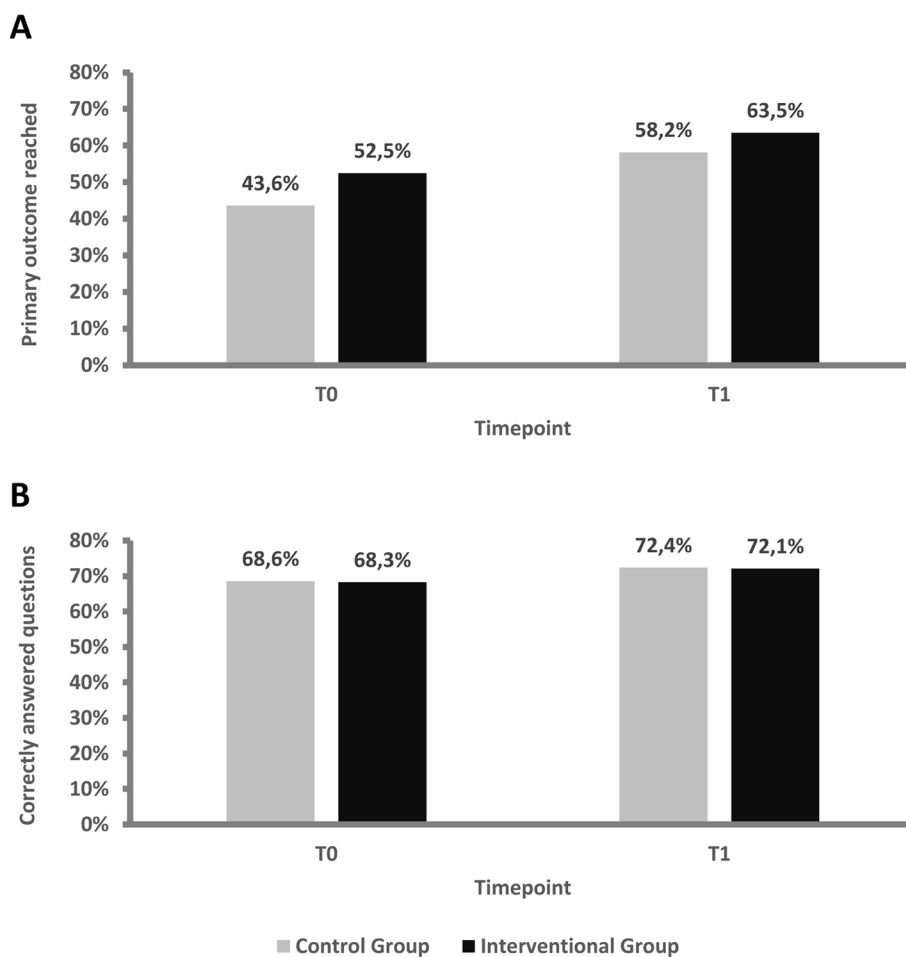 A
Primary outcome reached
80%
70%
60%
50%
40%
30%
20%
10%
0%
43,6%
52,5%
58,2%
63,5%
T0
T1
Timepoint
B
Correctly answered questions
80%
70%
60%
50%
40%
30%
20%
10%
0%
68,6%
68,3%
72,4%
72,1%
T0
T1
Timepoint
Control Group
Interventional Group